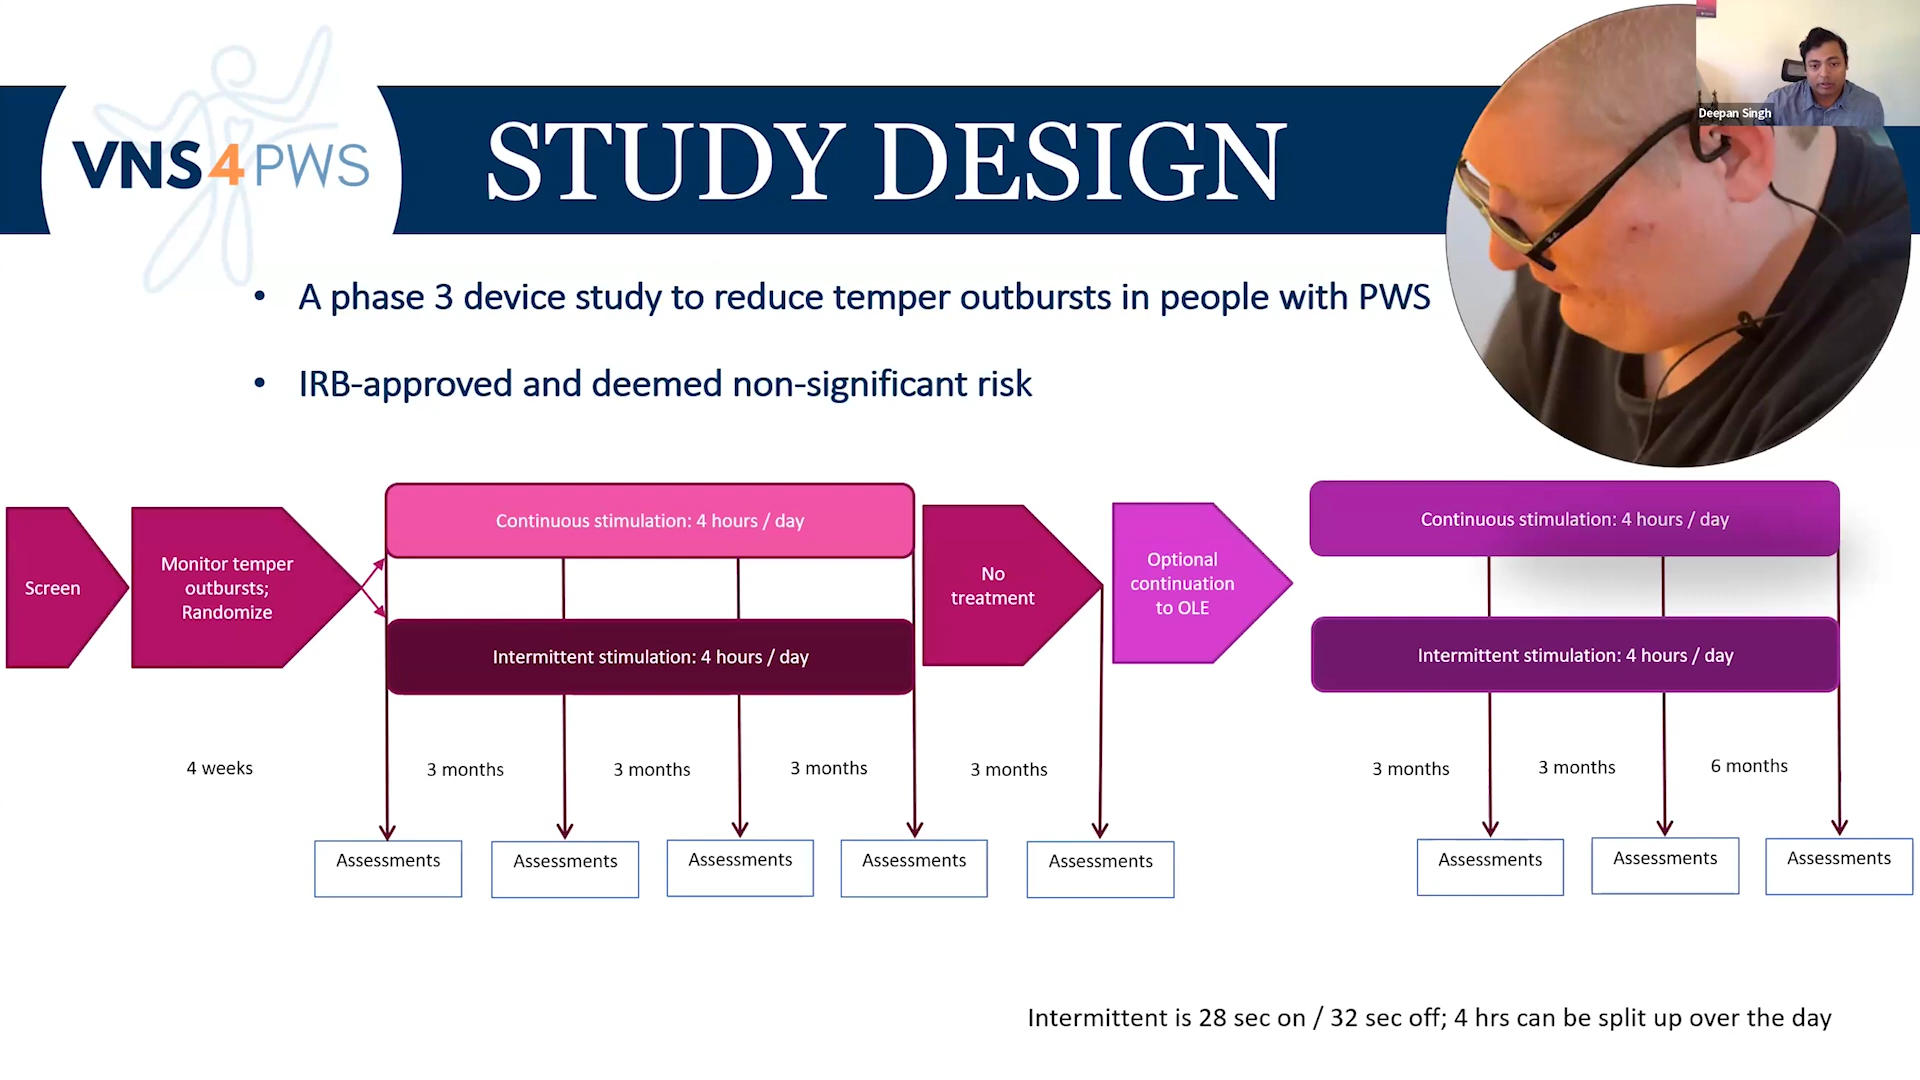 Deepan Singh
VNS4PWS
STUDY DESIGN
• A phase 3 device study to reduce temper outbursts in people with PWS
• IRB-approved and deemed non-significant risk
Screen
Monitor temper
outbursts;
Randomize
Continuous stimulation: 4 hours / day
Intermittent stimulation: 4 hours / day
No
treatment
Optional
continuation
to OLE
Continuous stimulation: 4 hours / day
Intermittent stimulation: 4 hours / day
4 weeks
3 months
3 months
3 months
3 months
3 months
3 months
6 months
Assessments
Assessments
Assessments
Assessments
Assessments
Assessments
Assessments
Assessments
Intermittent is 28 sec on / 32 sec off; 4 hrs can be split up over the day